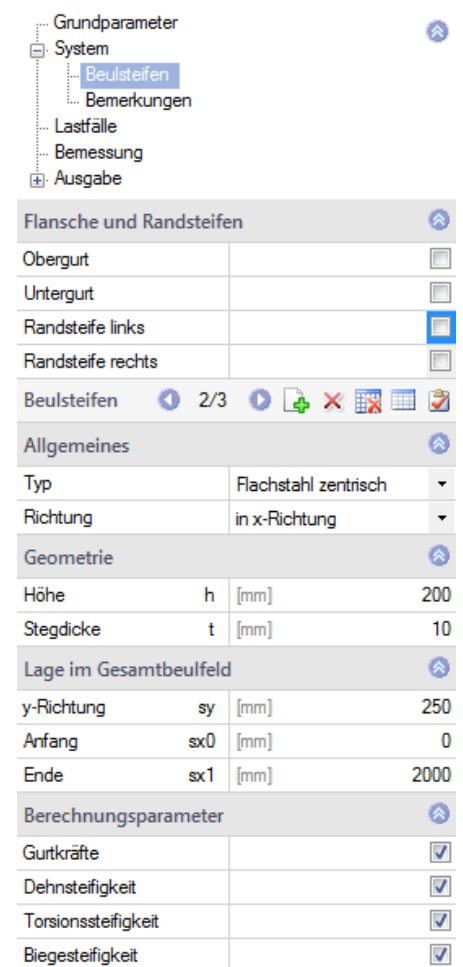 Grundparameter
System
Beulsteifen
Bemerkungen
Lastfälle
Bemessung
Ausgabe
Flansche und Randsteifen
Obergurt
Untergurt
Randsteife links
Randsteife rechts
Beulsteifen 2/3
Allgemeines
Typ Flachstahl zentrisch
Richtung in x-Richtung
Geometrie
Höhe h [mm] 200
Stegdicke t [mm] 10
Lage im Gesamtbeulfeld
y-Richtung sy [mm] 250
Anfang sx0 [mm] 0
Ende sx1 [mm] 2000
Berechnungsparameter
Gurtkräfte
Dehnsteifigkeit
Torsionssteifigkeit
Biegesteifigkeit